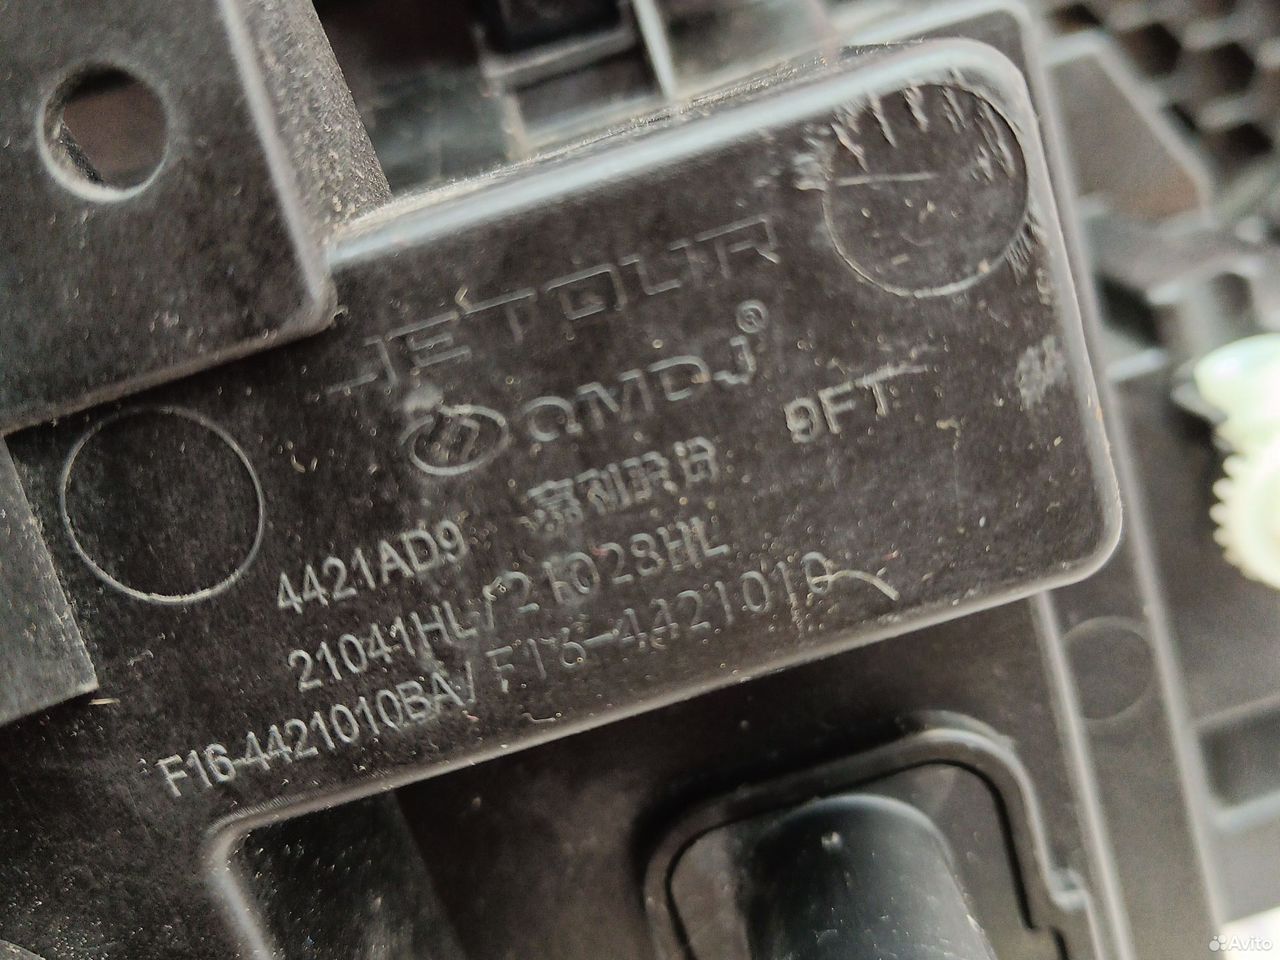 JETOUR
QMDJ®
9FT
4421AD9
21041HL/21028HL
F16-4421010BA/F16-4421010
Avito